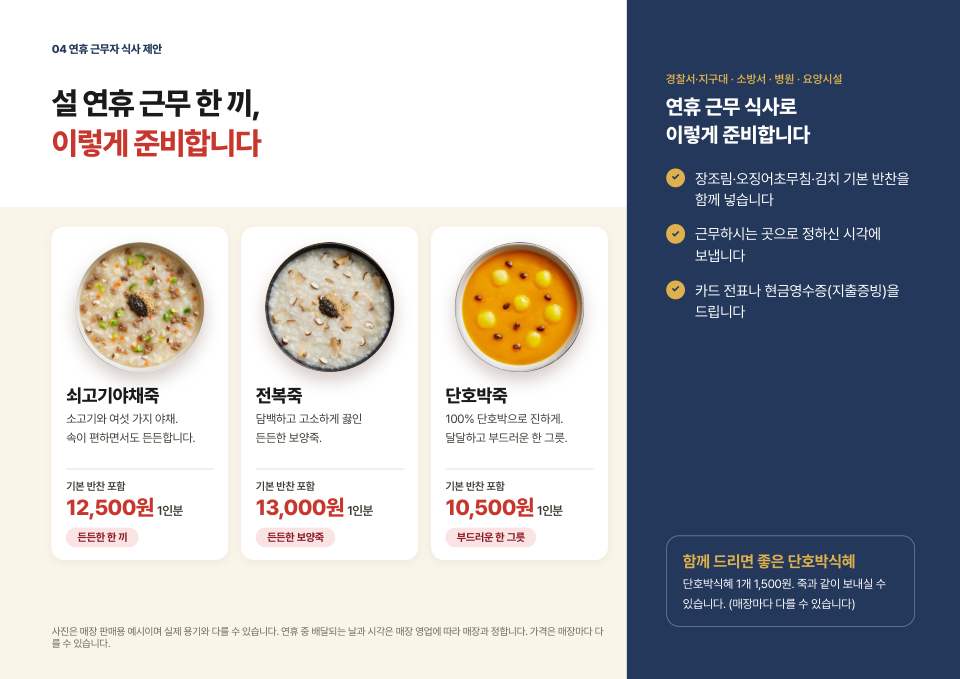 04 연휴 근무자 식사 제안
설 연휴 근무 한 끼,
이렇게 준비합니다
쇠고기야채죽
소고기와 여섯 가지 야채.
속이 편하면서도 든든합니다.
기본 반찬 포함
12,500원 1인분
든든한 한 끼
전복죽
담백하고 고소하게 끓인
든든한 보양죽.
기본 반찬 포함
13,000원 1인분
든든한 보양죽
단호박죽
100% 단호박으로 진하게.
달달하고 부드러운 한 그릇.
기본 반찬 포함
10,500원 1인분
부드러운 한 그릇
사진은 매장 판매용 예시이며 실제 용기와 다를 수 있습니다. 연휴 중 배달되는 날과 시각은 매장 영업에 따라 매장과 정합니다. 가격은 매장마다 다
를 수 있습니다.
경찰서·지구대 · 소방서 · 병원 · 요양시설
연휴 근무 식사로
이렇게 준비합니다
장조림·오징어초무침·김치 기본 반찬을
함께 넣습니다
근무하시는 곳으로 정하신 시각에
보냅니다
카드 전표나 현금영수증(지출증빙)을
드립니다
함께 드리면 좋은 단호박식혜
단호박식혜 1개 1,500원. 죽과 같이 보내실 수
있습니다. (매장마다 다를 수 있습니다)